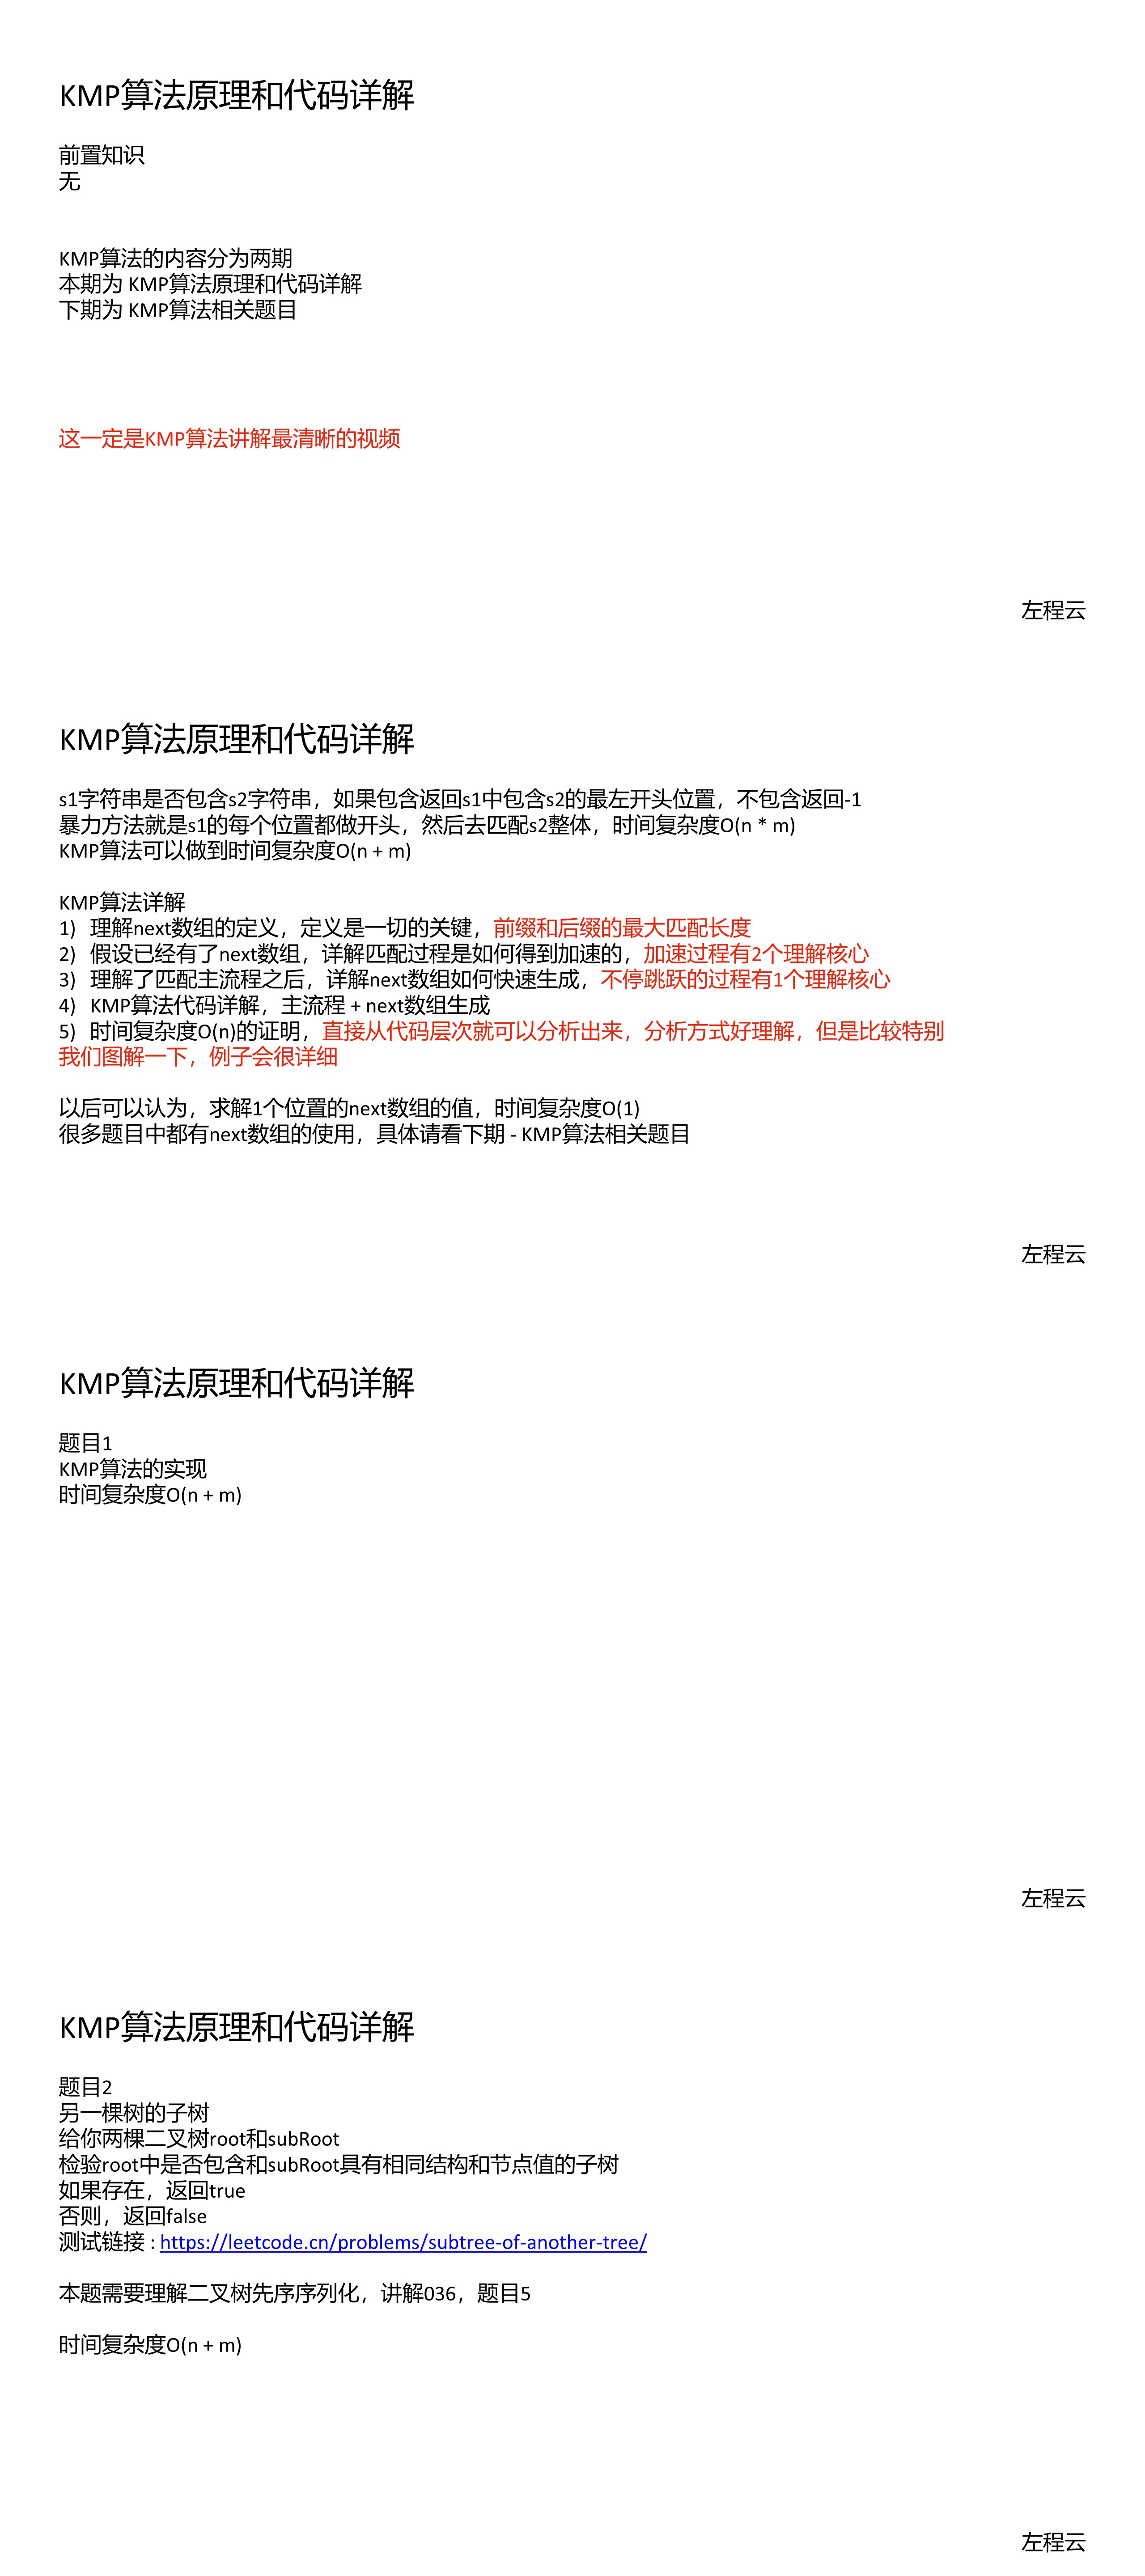 KMP算法原理和代码详解
前置知识
无
KMP算法的内容分为两期
本期为 KMP算法原理和代码详解
下期为 KMP算法相关题目
这一定是KMP算法讲解最清晰的视频
左程云
KMP算法原理和代码详解
s1字符串是否包含s2字符串，如果包含返回s1中包含s2的最左开头位置，不包含返回-1
暴力方法就是s1的每个位置都做开头，然后去匹配s2整体，时间复杂度O(n * m)
KMP算法可以做到时间复杂度O(n + m)
KMP算法详解
1) 理解next数组的定义，定义是一切的关键，前缀和后缀的最大匹配长度
2) 假设已经有了next数组，详解匹配过程是如何得到加速的，加速过程有2个理解核心
3) 理解了匹配主流程之后，详解next数组如何快速生成，不停跳跃的过程有1个理解核心
4) KMP算法代码详解，主流程 + next数组生成
5) 时间复杂度O(n)的证明，直接从代码层次就可以分析出来，分析方式好理解，但是比较特别
我们图解一下，例子会很详细
以后可以认为，求解1个位置的next数组的值，时间复杂度O(1)
很多题目中都有next数组的使用，具体请看下期 - KMP算法相关题目
左程云
KMP算法原理和代码详解
题目1
KMP算法的实现
时间复杂度O(n + m)
左程云
KMP算法原理和代码详解
题目2
另一棵树的子树
给你两棵二叉树root和subRoot
检验root中是否包含和subRoot具有相同结构和节点值的子树
如果存在，返回true
否则，返回false
测试链接 : https://leetcode.cn/problems/subtree-of-another-tree/
本题需要理解二叉树先序序列化，讲解036，题目5
时间复杂度O(n + m)
左程云